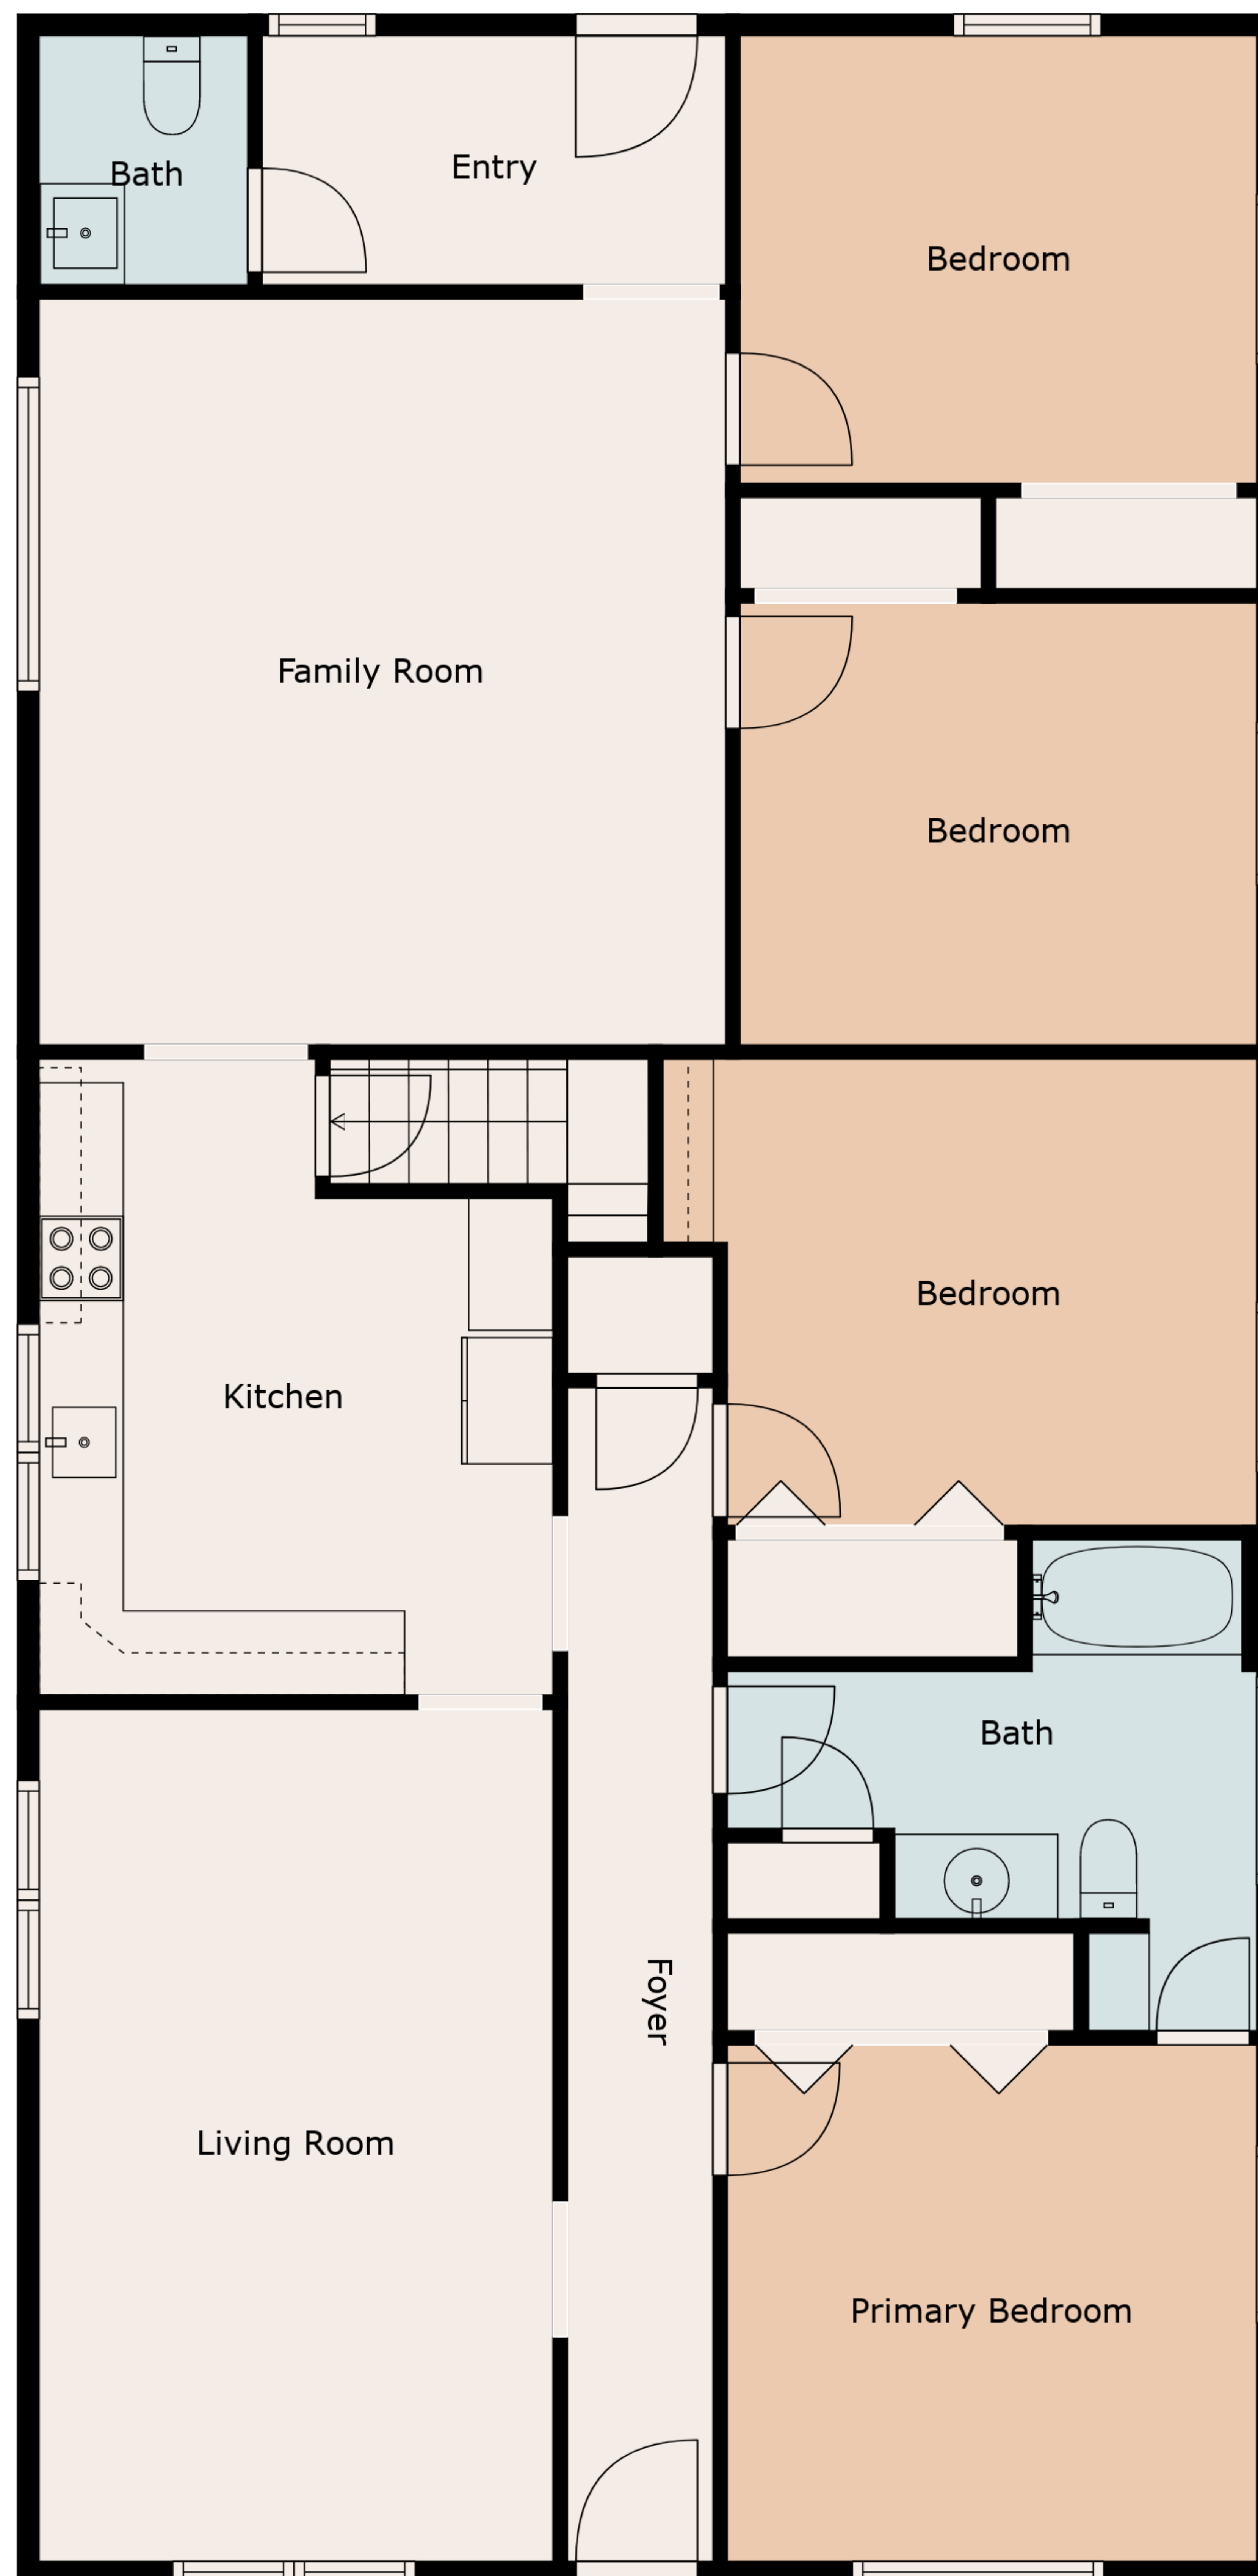 Bath
Entry
Bedroom
Family Room
Bedroom
Bedroom
Kitchen
Bath
Foyer
Living Room
Primary Bedroom